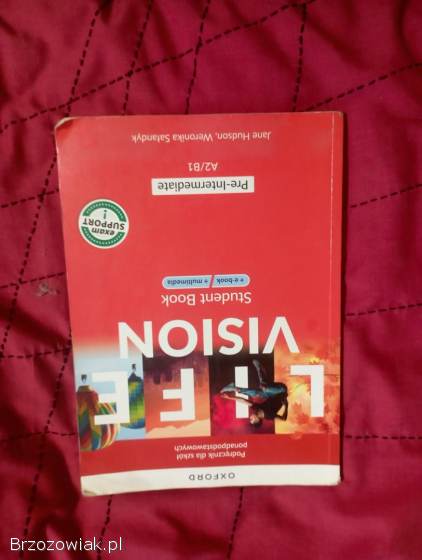 OXFORD
Podręcznik dla szkół
ponadpodstawowych
LIFE
VISION
Student Book
+ e-book + multimedia
Pre-Intermediate
A2/B1
exam
SUPPORT
!
Jane Hudson, Weronika Sałandyk
Brzozowiak.pl